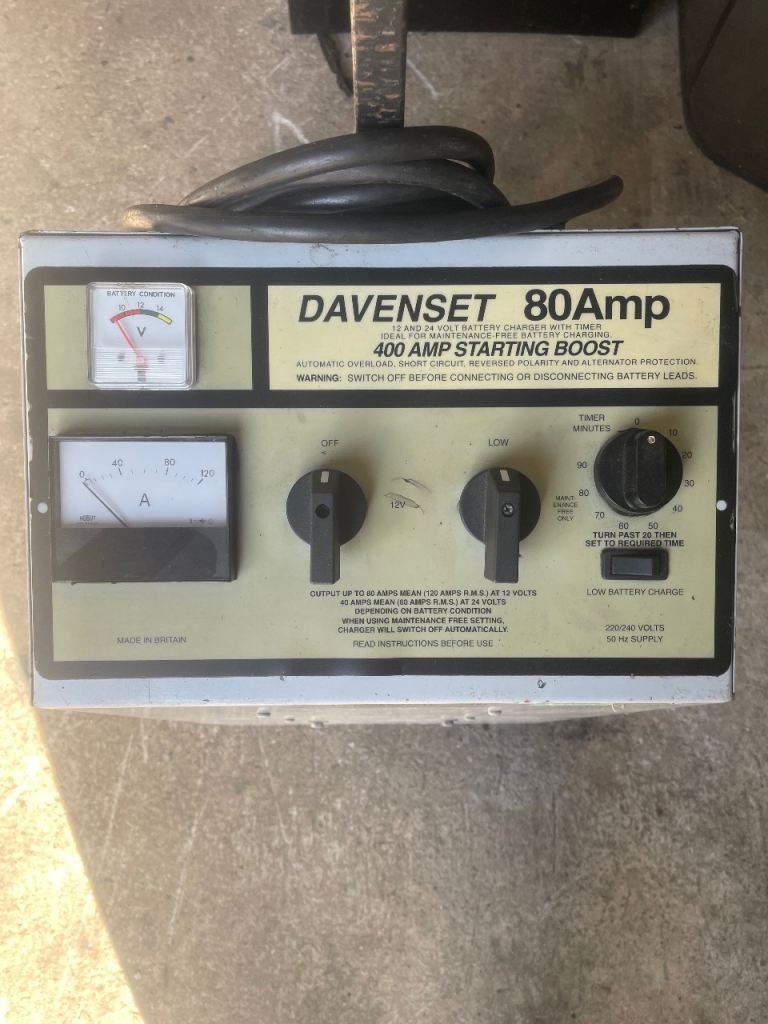 BATTERY CONDITION
10 12 14
V
DAVENSET 80Amp
12 AND 24 VOLT BATTERY CHARGER WITH TIMER
IDEAL FOR MAINTENANCE-FREE BATTERY CHARGING.
400 AMP STARTING BOOST
AUTOMATIC OVERLOAD, SHORT CIRCUIT, REVERSED POLARITY AND ALTERNATOR PROTECTION.
WARNING: SWITCH OFF BEFORE CONNECTING OR DISCONNECTING BATTERY LEADS.
0 40 80 120
A
OFF
12V
LOW
TIMER
MINUTES
0
10
20
30
40
50
60
70
80
90
MAINT
ENANCE
FREE
ONLY
TURN PAST 20 THEN
SET TO REQUIRED TIME
LOW BATTERY CHARGE
OUTPUT UP TO 80 AMPS MEAN (120 AMPS R.M.S.) AT 12 VOLTS
40 AMPS MEAN (60 AMPS R.M.S.) AT 24 VOLTS
DEPENDING ON BATTERY CONDITION
WHEN USING MAINTENANCE FREE SETTING,
CHARGER WILL SWITCH OFF AUTOMATICALLY.
READ INSTRUCTIONS BEFORE USE
MADE IN BRITAIN
220/240 VOLTS
50 Hz SUPPLY